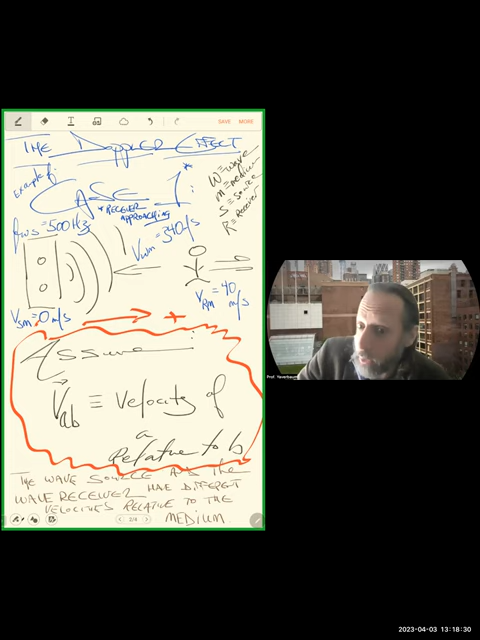 SAVE MORE
THE DOPPLER EFFECT
Example of:
CASE 1*:
* RECEIVER
APPROACHING
W ≡ wave
M ≡ medium
S ≡ Source
R ≡ Receiver
fws = 500 Hz
Vwm = 340 m/s
VRm = 40 m/s
Vsm = 0 m/s
→ +
Assume:
Vab ≡ Velocity of
a
Relative to b
THE WAVE SOURCE AND THE
WAVE RECEIVER HAVE DIFFERENT
VELOCITIES RELATIVE TO THE
MEDIUM.
2/4
Prof. Yaverbaum
2023-04-03 13:18:30